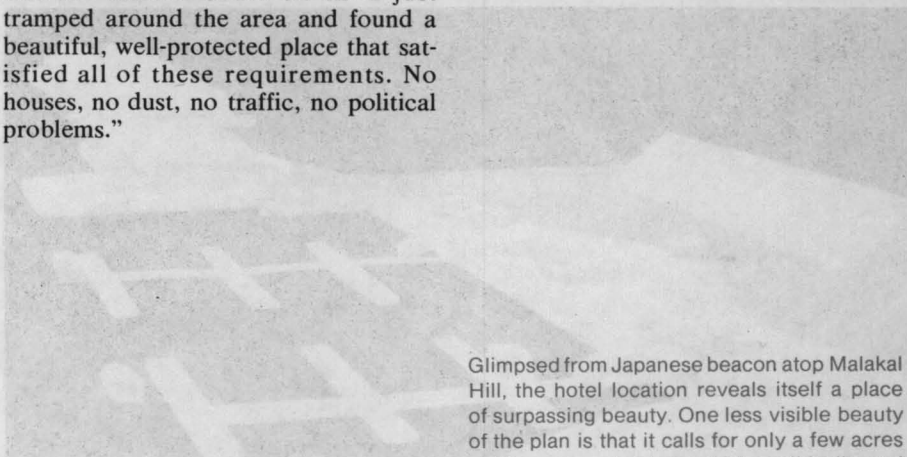 tramped around the area and found a
beautiful, well-protected place that sat-
isfied all of these requirements. No
houses, no dust, no traffic, no political
problems.”
Glimpsed from Japanese beacon atop Malakal
Hill, the hotel location reveals itself a place
of surpassing beauty. One less visible beauty
of the plan is that it calls for only a few acres